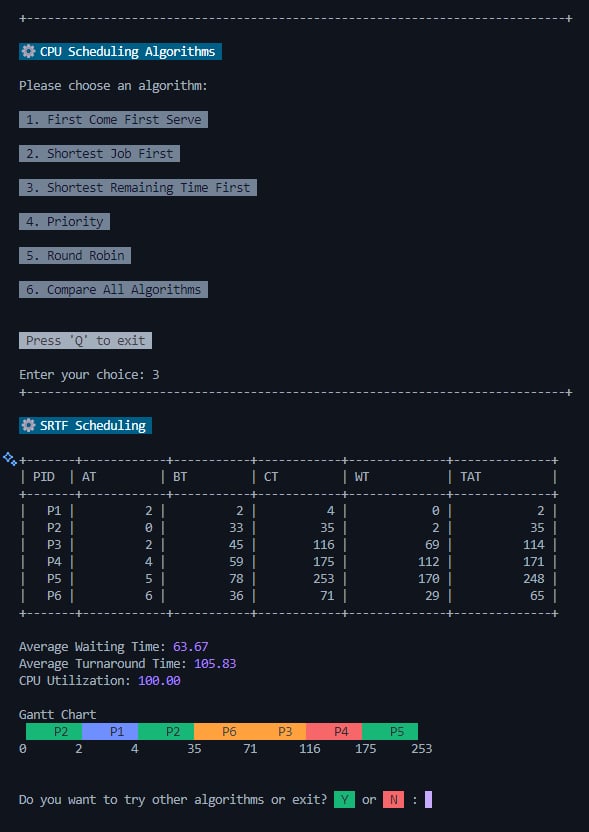 +-----------------------------------------------------------------------------+
CPU Scheduling Algorithms
Please choose an algorithm:
1. First Come First Serve
2. Shortest Job First
3. Shortest Remaining Time First
4. Priority
5. Round Robin
6. Compare All Algorithms
Press 'Q' to exit
Enter your choice: 3
+-----------------------------------------------------------------------------+
SRTF Scheduling
+-------+------------+------------+------------+--------------+--------------+
| PID | AT | BT | CT | WT | TAT |
+-------+------------+------------+------------+--------------+--------------+
| P1 | 2 | 2 | 4 | 0 | 2 |
| P2 | 0 | 33 | 35 | 2 | 35 |
| P3 | 2 | 45 | 116 | 69 | 114 |
| P4 | 4 | 59 | 175 | 112 | 171 |
| P5 | 5 | 78 | 253 | 170 | 248 |
| P6 | 6 | 36 | 71 | 29 | 65 |
+-------+------------+------------+------------+--------------+--------------+
Average Waiting Time: 63.67
Average Turnaround Time: 105.83
CPU Utilization: 100.00
Gantt Chart
P2 P1 P2 P6 P3 P4 P5
0 2 4 35 71 116 175 253
Do you want to try other algorithms or exit? Y or N :